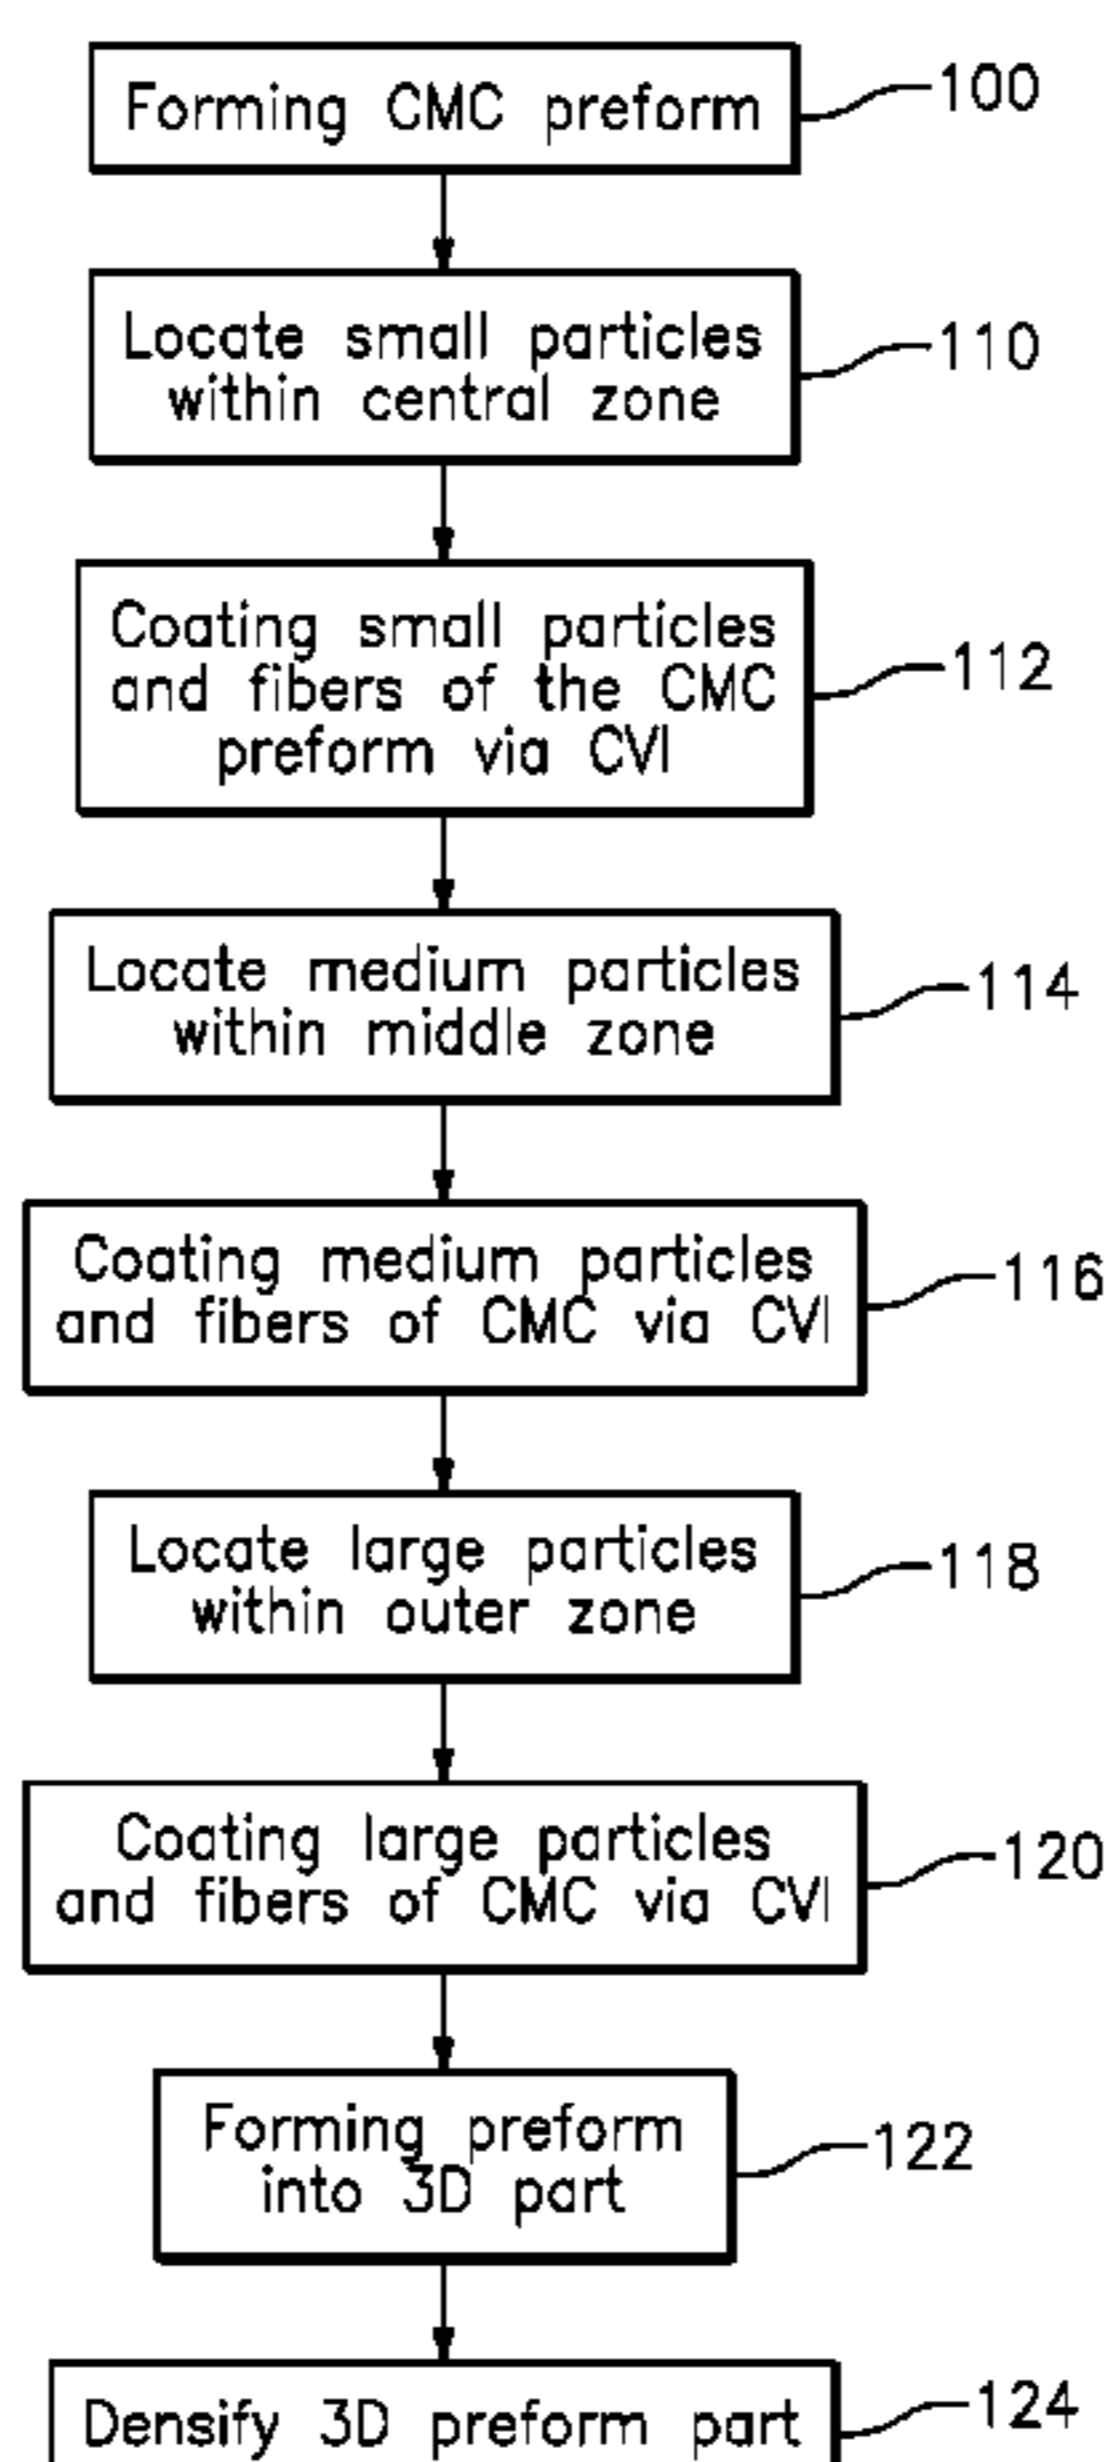 Forming CMC preform
100
Locate small particles
within central zone
110
Coating small particles
and fibers of the CMC
preform via CVI
112
Locate medium particles
within middle zone
114
Coating medium particles
and fibers of CMC via CVI
116
Locate large particles
within outer zone
118
Coating large particles
and fibers of CMC via CVI
120
Forming preform
into 3D part
122
Densify 3D preform part
124